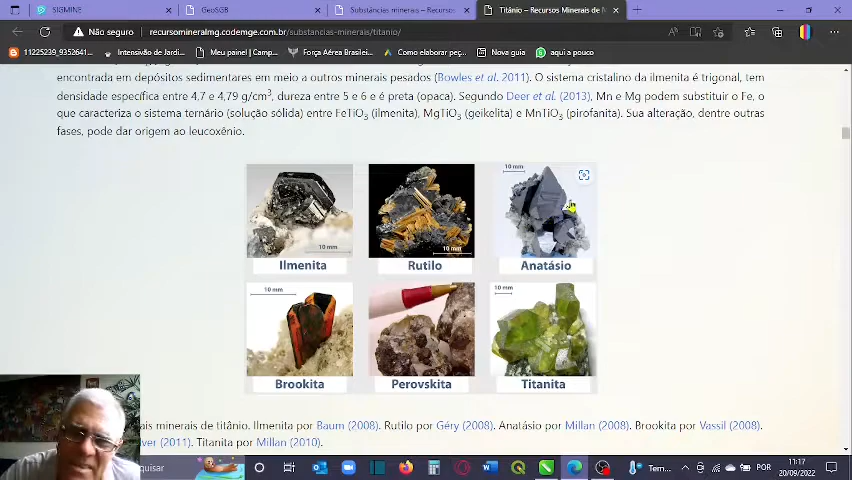 SIGMINE
GeoSGB
Substâncias minerais – Recursos
Titânio – Recursos Minerais de M
Não seguro
recursomineralmg.codemge.com.br/substancias-minerais/titanio/
11225239_9352641...
Intensivão de Jardi...
Meu painel | Camp...
Força Aérea Brasilei...
Como elaborar peç...
Nova guia
aqui a pouco
encontrada em depósitos sedimentares em meio a outros minerais pesados (Bowles et al. 2011). O sistema cristalino da ilmenita é trigonal, tem
densidade específica entre 4,7 e 4,79 g/cm³, dureza entre 5 e 6 e é preta (opaca). Segundo Deer et al. (2013), Mn e Mg podem substituir o Fe, o
que caracteriza o sistema ternário (solução sólida) entre FeTiO₃ (ilmenita), MgTiO₃ (geikelita) e MnTiO₃ (pirofanita). Sua alteração, dentre outras
fases, pode dar origem ao leucoxênio.
10 mm
10 mm
10 mm
Ilmenita
Rutilo
Anatásio
10 mm
10 mm
Brookita
Perovskita
Titanita
ais minerais de titânio. Ilmenita por Baum (2008). Rutilo por Géry (2008). Anatásio por Millan (2008). Brookita por Vassil (2008).
ver (2011). Titanita por Millan (2010).
quisar
Tem...
POR
11:17
20/09/2022